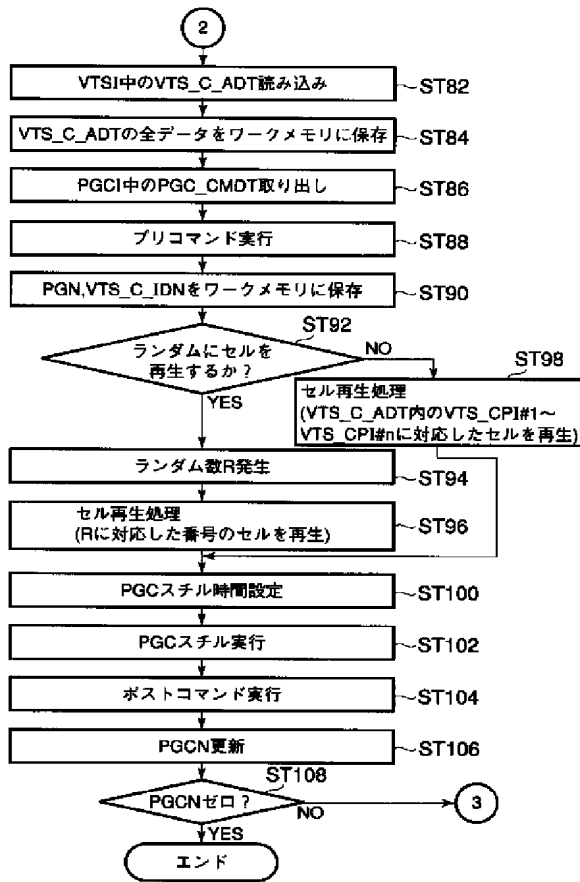 2
VTSI中のVTS_C_ADT読み込み
ST82
VTS_C_ADTの全データをワークメモリに保存
ST84
PGCI中のPGC_CMDT取り出し
ST86
プリコマンド実行
ST88
PGN,VTS_C_IDNをワークメモリに保存
ST90
ST92
ランダムにセルを
再生するか?
NO
YES
ST98
セル再生処理
(VTS_C_ADT内のVTS_CPI#1~
VTS_CPI#nに対応したセルを再生)
ランダム数R発生
ST94
セル再生処理
(Rに対応した番号のセルを再生)
ST96
PGCスチル時間設定
ST100
PGCスチル実行
ST102
ポストコマンド実行
ST104
PGCN更新
ST106
ST108
PGCNゼロ?
NO
3
YES
エンド